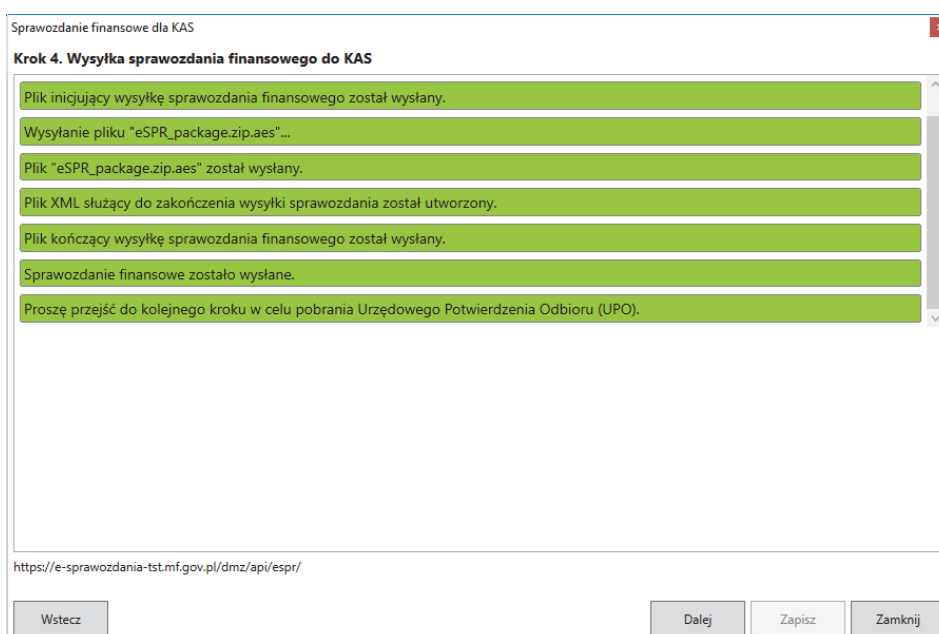 Sprawozdanie finansowe dla KAS
Krok 4. Wysyłka sprawozdania finansowego do KAS
Plik inicjujący wysyłkę sprawozdania finansowego został wysłany.
Wysyłanie pliku "eSPR_package.zip.aes"...
Plik "eSPR_package.zip.aes" został wysłany.
Plik XML służący do zakończenia wysyłki sprawozdania został utworzony.
Plik kończący wysyłkę sprawozdania finansowego został wysłany.
Sprawozdanie finansowe zostało wysłane.
Proszę przejść do kolejnego kroku w celu pobrania Urzędowego Potwierdzenia Odbioru (UPO).
https://e-sprawozdania-tst.mf.gov.pl/dmz/api/espr/
Wstecz Dalej Zapisz Zamknij